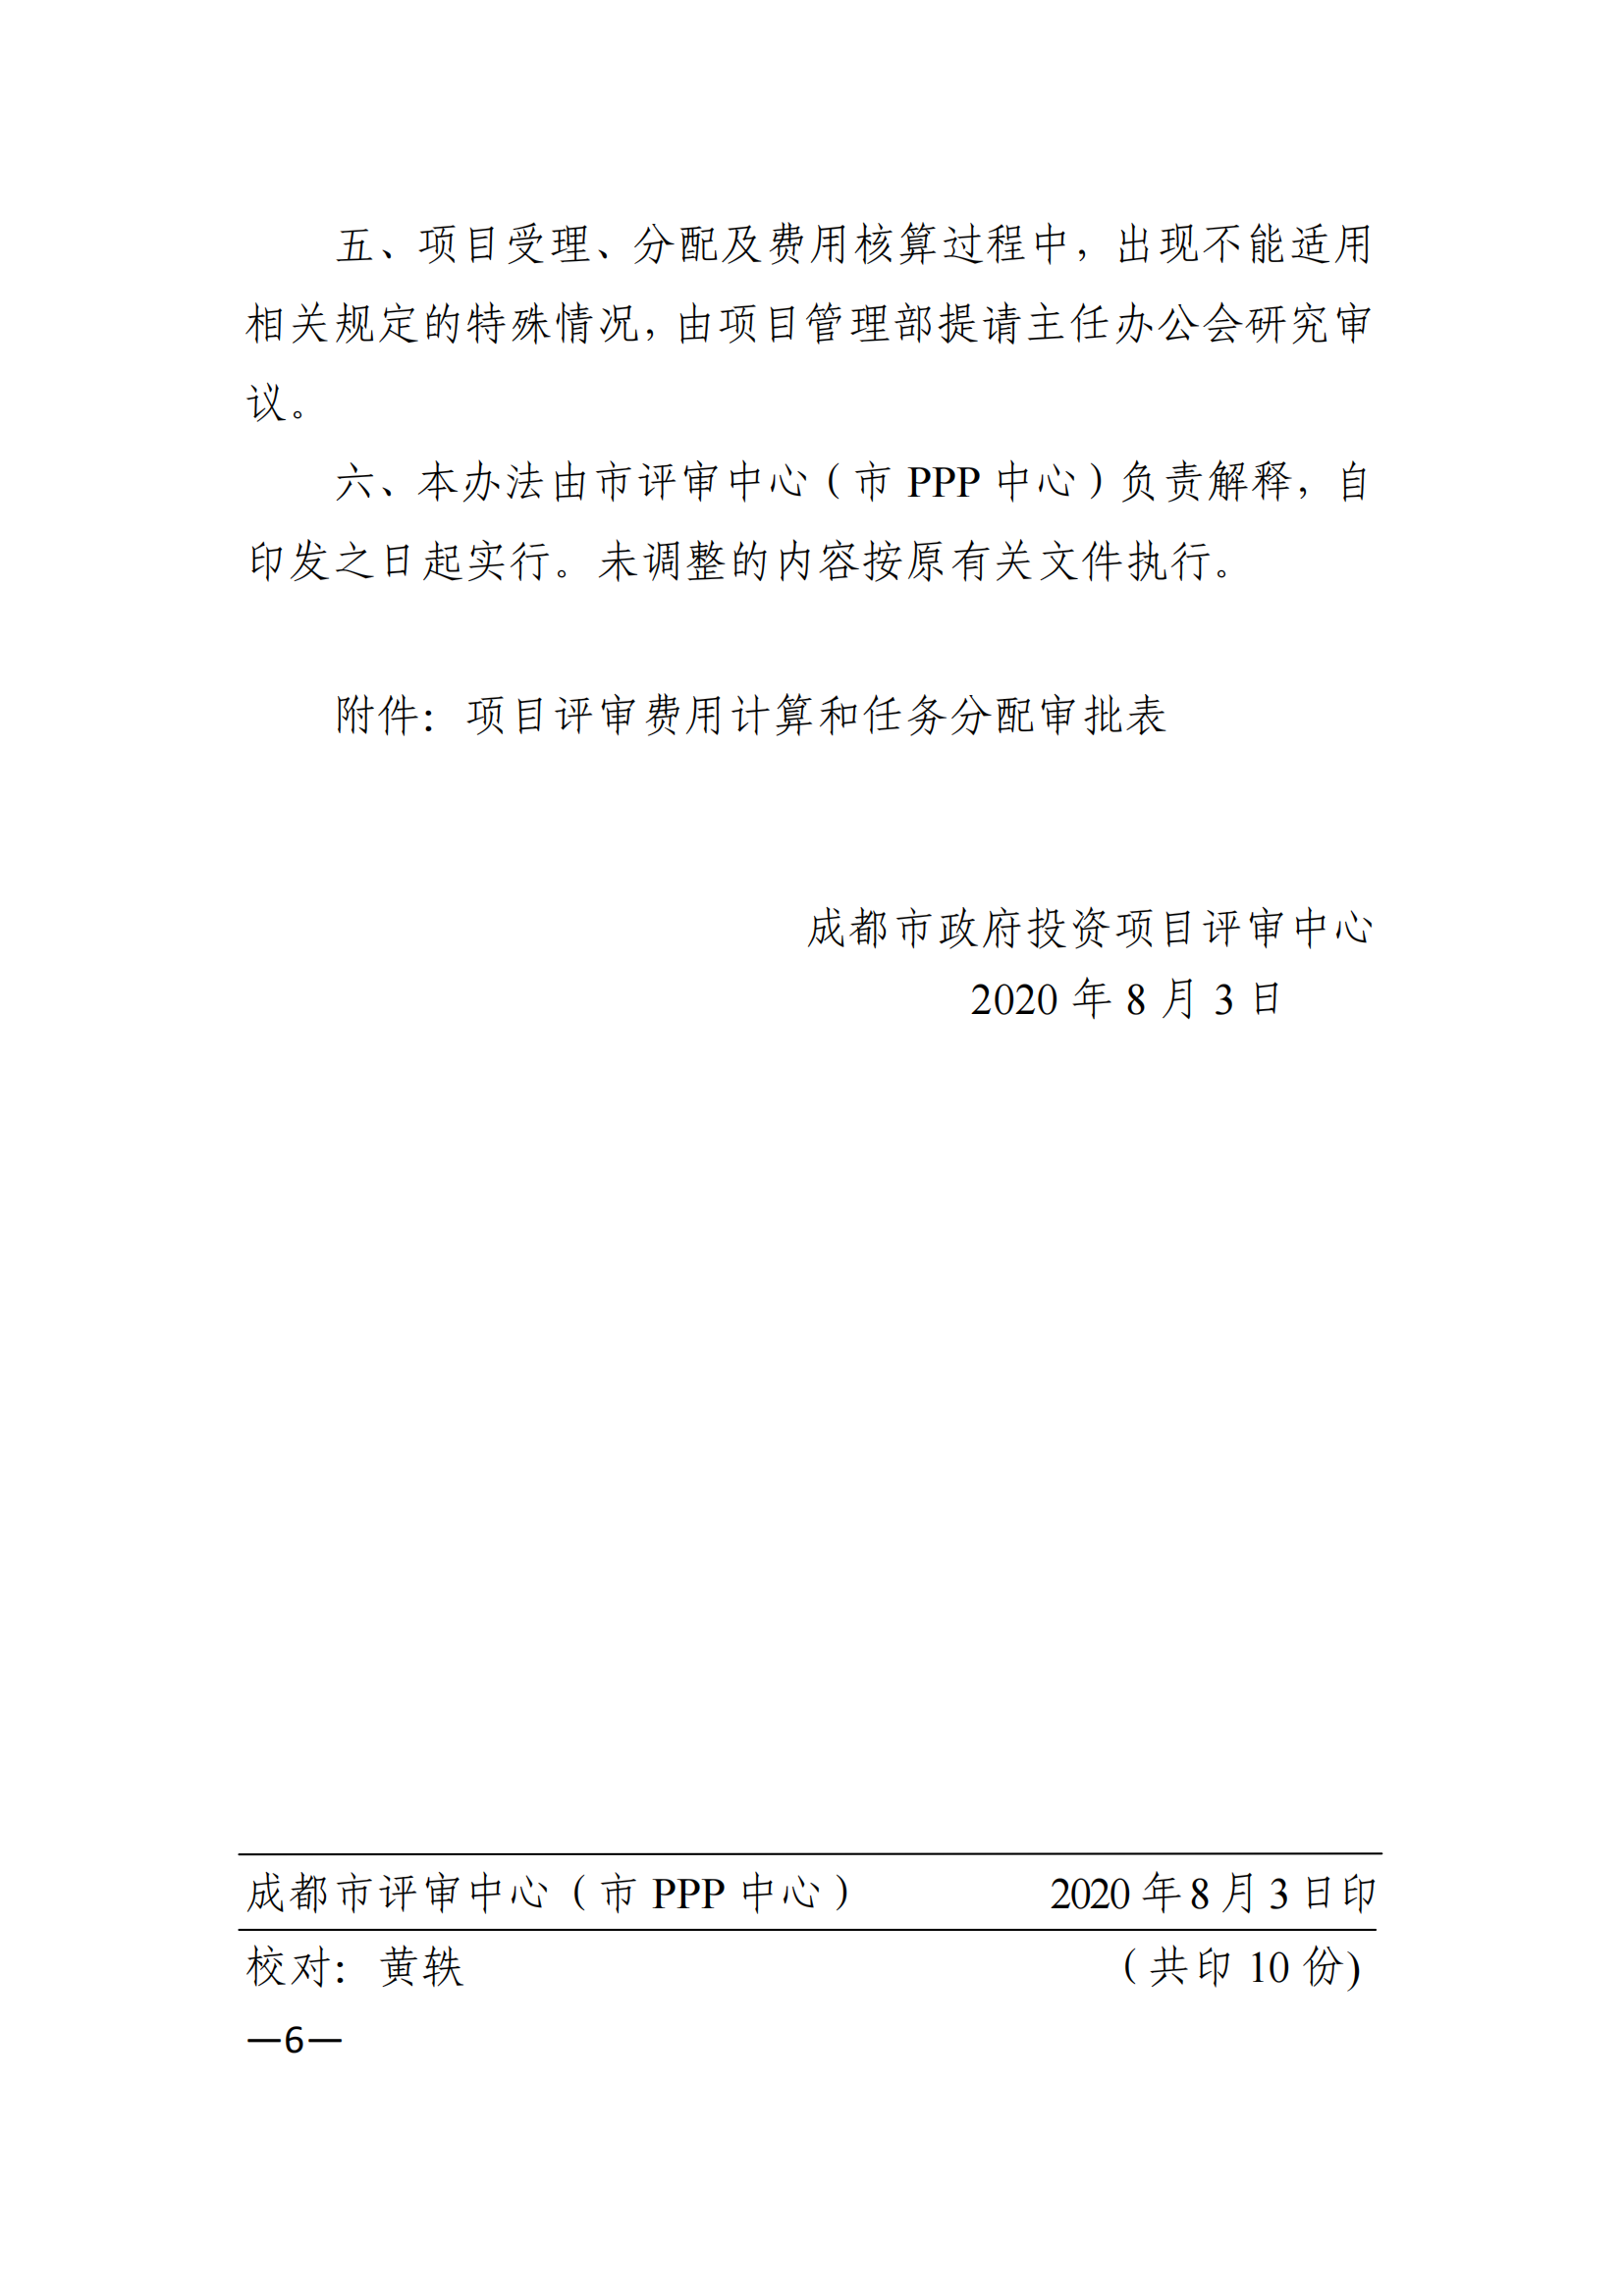 五、项目受理、分配及费用核算过程中，出现不能适用
相关规定的特殊情况，由项目管理部提请主任办公会研究审
议。
六、本办法由市评审中心（市 PPP 中心）负责解释，自
印发之日起实行。未调整的内容按原有关文件执行。
附件：项目评审费用计算和任务分配审批表
成都市政府投资项目评审中心
2020 年 8 月 3 日
成都市评审中心（市 PPP 中心） 2020 年 8 月 3 日印
校对：黄轶 （共印 10 份)
—6—